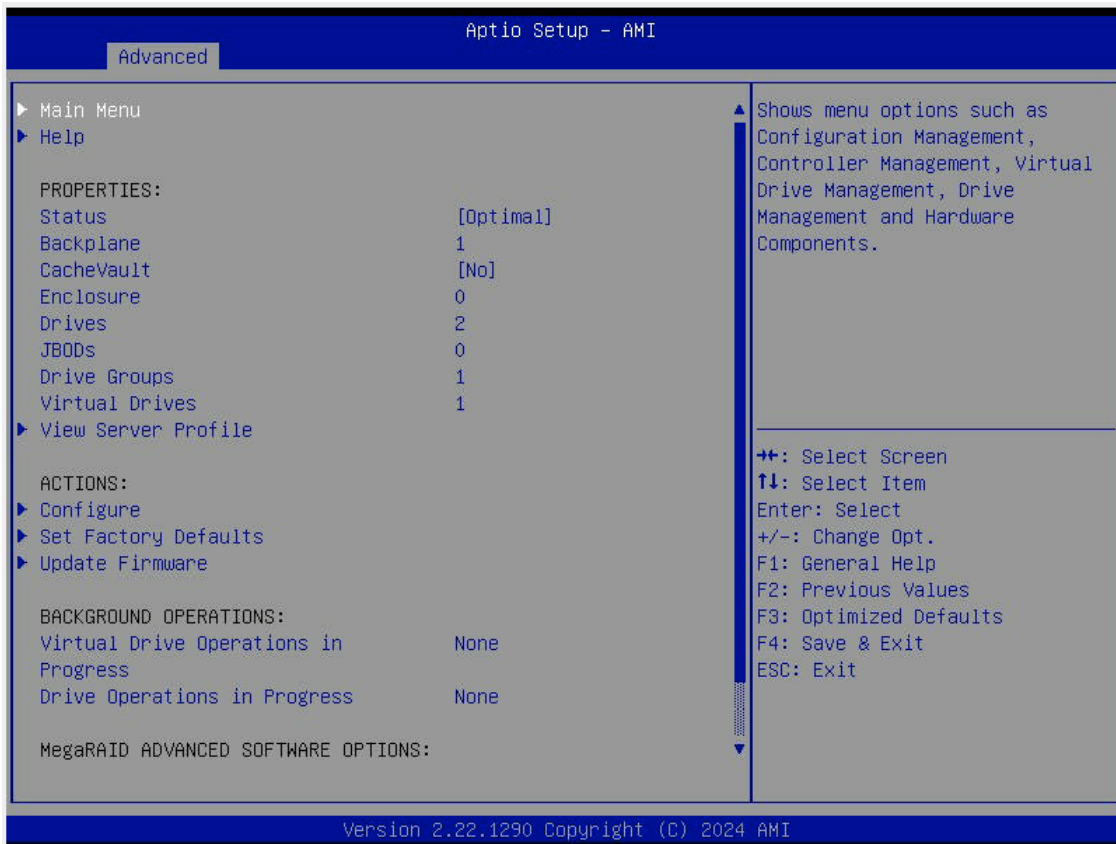 Aptio Setup – AMI
Advanced
Main Menu
Help
PROPERTIES:
Status [Optimal]
Backplane 1
CacheVault [No]
Enclosure 0
Drives 2
JBODs 0
Drive Groups 1
Virtual Drives 1
View Server Profile
ACTIONS:
Configure
Set Factory Defaults
Update Firmware
BACKGROUND OPERATIONS:
Virtual Drive Operations in None
Progress
Drive Operations in Progress None
MegaRAID ADVANCED SOFTWARE OPTIONS:
Shows menu options such as
Configuration Management,
Controller Management, Virtual
Drive Management, Drive
Management and Hardware
Components.
→←: Select Screen
↑↓: Select Item
Enter: Select
+/-: Change Opt.
F1: General Help
F2: Previous Values
F3: Optimized Defaults
F4: Save & Exit
ESC: Exit
Version 2.22.1290 Copyright (C) 2024 AMI